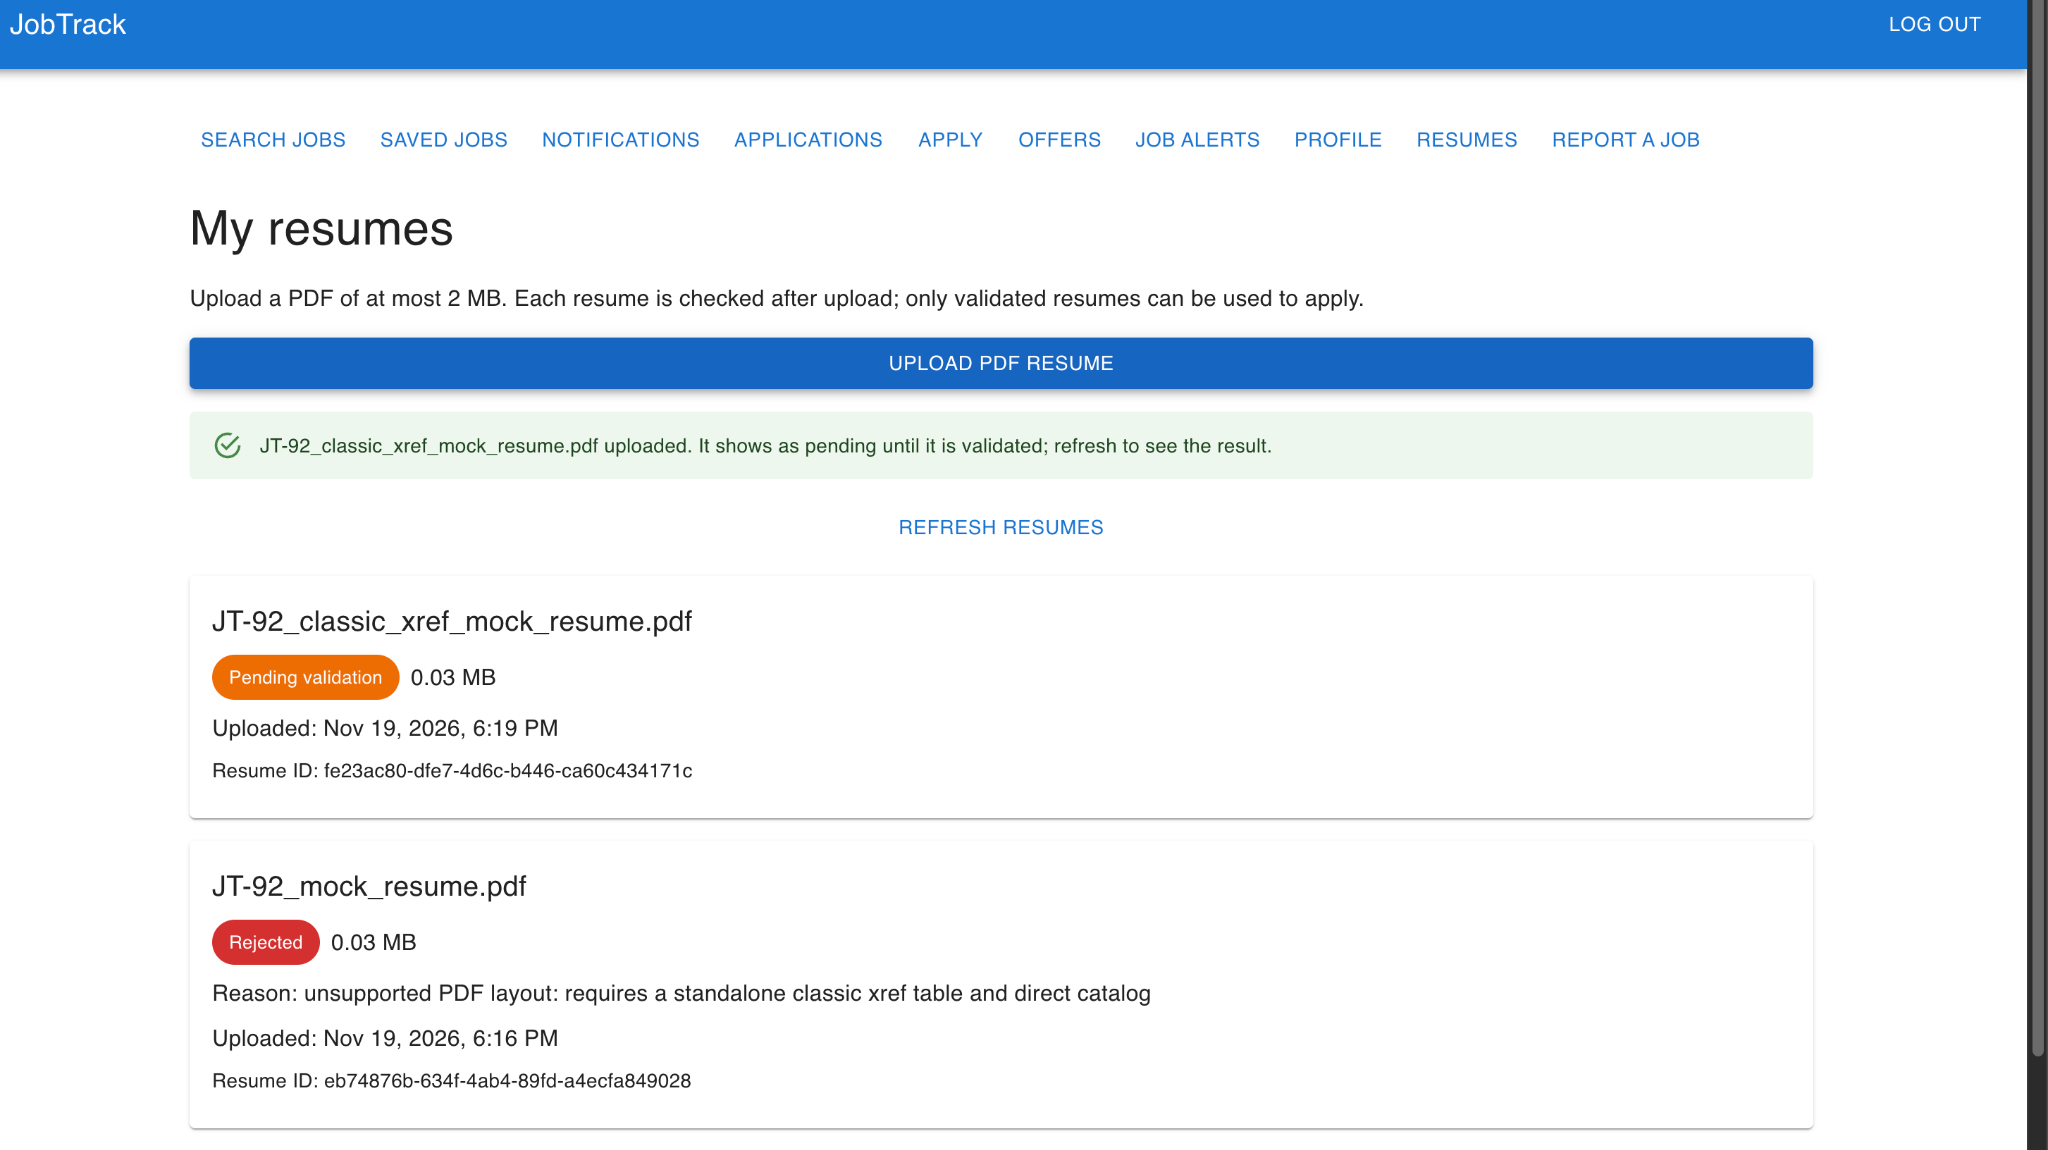 JobTrack
LOG OUT
SEARCH JOBS SAVED JOBS NOTIFICATIONS APPLICATIONS APPLY OFFERS JOB ALERTS PROFILE RESUMES REPORT A JOB
My resumes
Upload a PDF of at most 2 MB. Each resume is checked after upload; only validated resumes can be used to apply.
UPLOAD PDF RESUME
JT-92_classic_xref_mock_resume.pdf uploaded. It shows as pending until it is validated; refresh to see the result.
REFRESH RESUMES
JT-92_classic_xref_mock_resume.pdf
Pending validation 0.03 MB
Uploaded: Nov 19, 2026, 6:19 PM
Resume ID: fe23ac80-dfe7-4d6c-b446-ca60c434171c
JT-92_mock_resume.pdf
Rejected 0.03 MB
Reason: unsupported PDF layout: requires a standalone classic xref table and direct catalog
Uploaded: Nov 19, 2026, 6:16 PM
Resume ID: eb74876b-634f-4ab4-89fd-a4ecfa849028